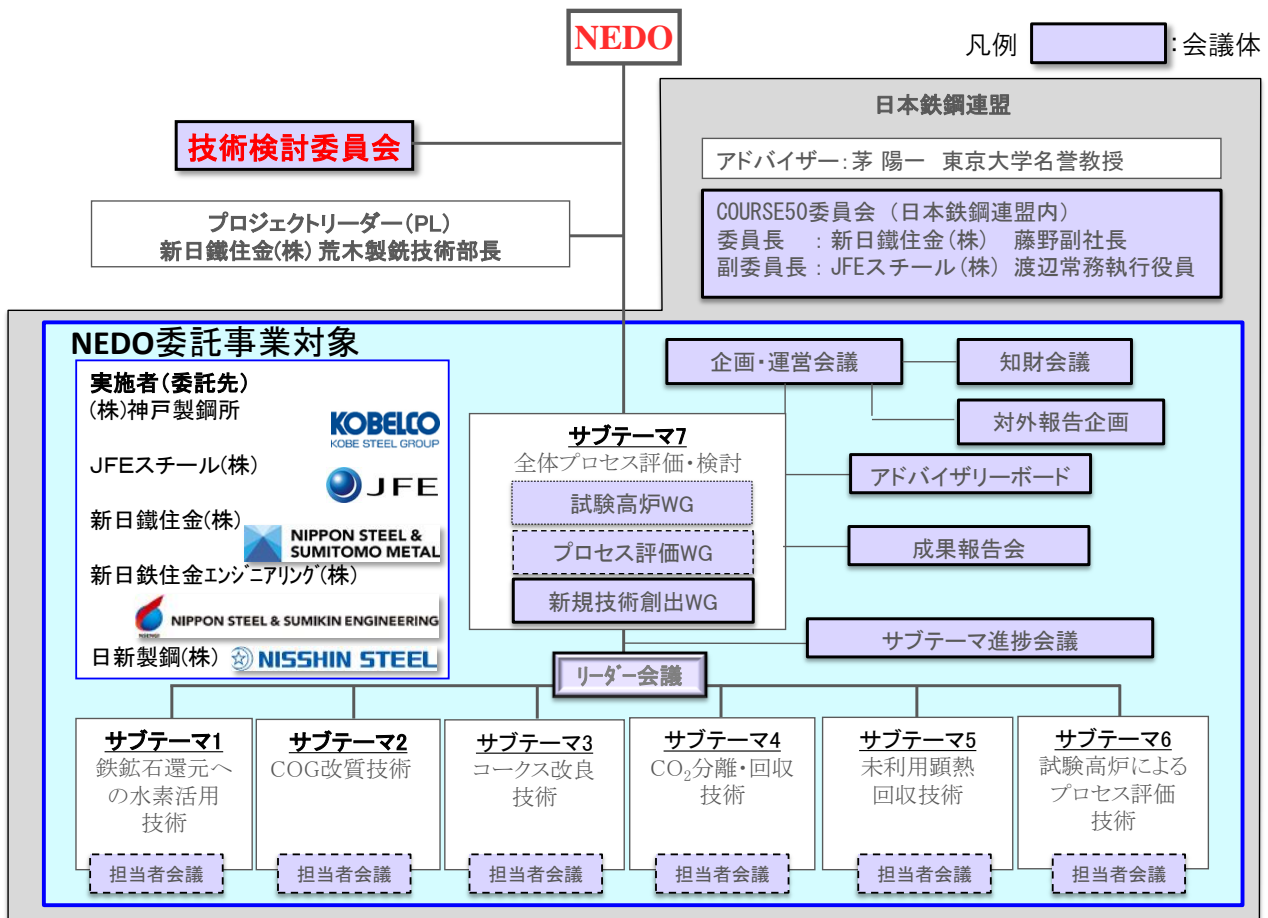 NEDO
凡例
:会議体
技術検討委員会
プロジェクトリーダー(PL)
新日鐵住金(株) 荒木製銑技術部長
日本鉄鋼連盟
アドバイザー:茅 陽一 東京大学名誉教授
COURSE50委員会 (日本鉄鋼連盟内)
委員長 :新日鐵住金(株) 藤野副社長
副委員長:JFEスチール(株) 渡辺常務執行役員
NEDO委託事業対象
実施者(委託先)
(株)神戸製鋼所
KOBELCO
KOBE STEEL GROUP
JFEスチール(株)
JFE
新日鐵住金(株)
NIPPON STEEL &
SUMITOMO METAL
新日鉄住金エンジニアリング(株)
NSENGI
NIPPON STEEL & SUMIKIN ENGINEERING
日新製鋼(株)
NISSHIN STEEL
サブテーマ7
全体プロセス評価・検討
試験高炉WG
プロセス評価WG
新規技術創出WG
企画・運営会議
知財会議
対外報告企画
アドバイザリーボード
成果報告会
サブテーマ進捗会議
リーダー会議
サブテーマ1
鉄鉱石還元へ
の水素活用
技術
担当者会議
サブテーマ2
COG改質技術
担当者会議
サブテーマ3
コークス改良
技術
担当者会議
サブテーマ4
CO₂分離・回収
技術
担当者会議
サブテーマ5
未利用顕熱
回収技術
担当者会議
サブテーマ6
試験高炉による
プロセス評価
技術
担当者会議